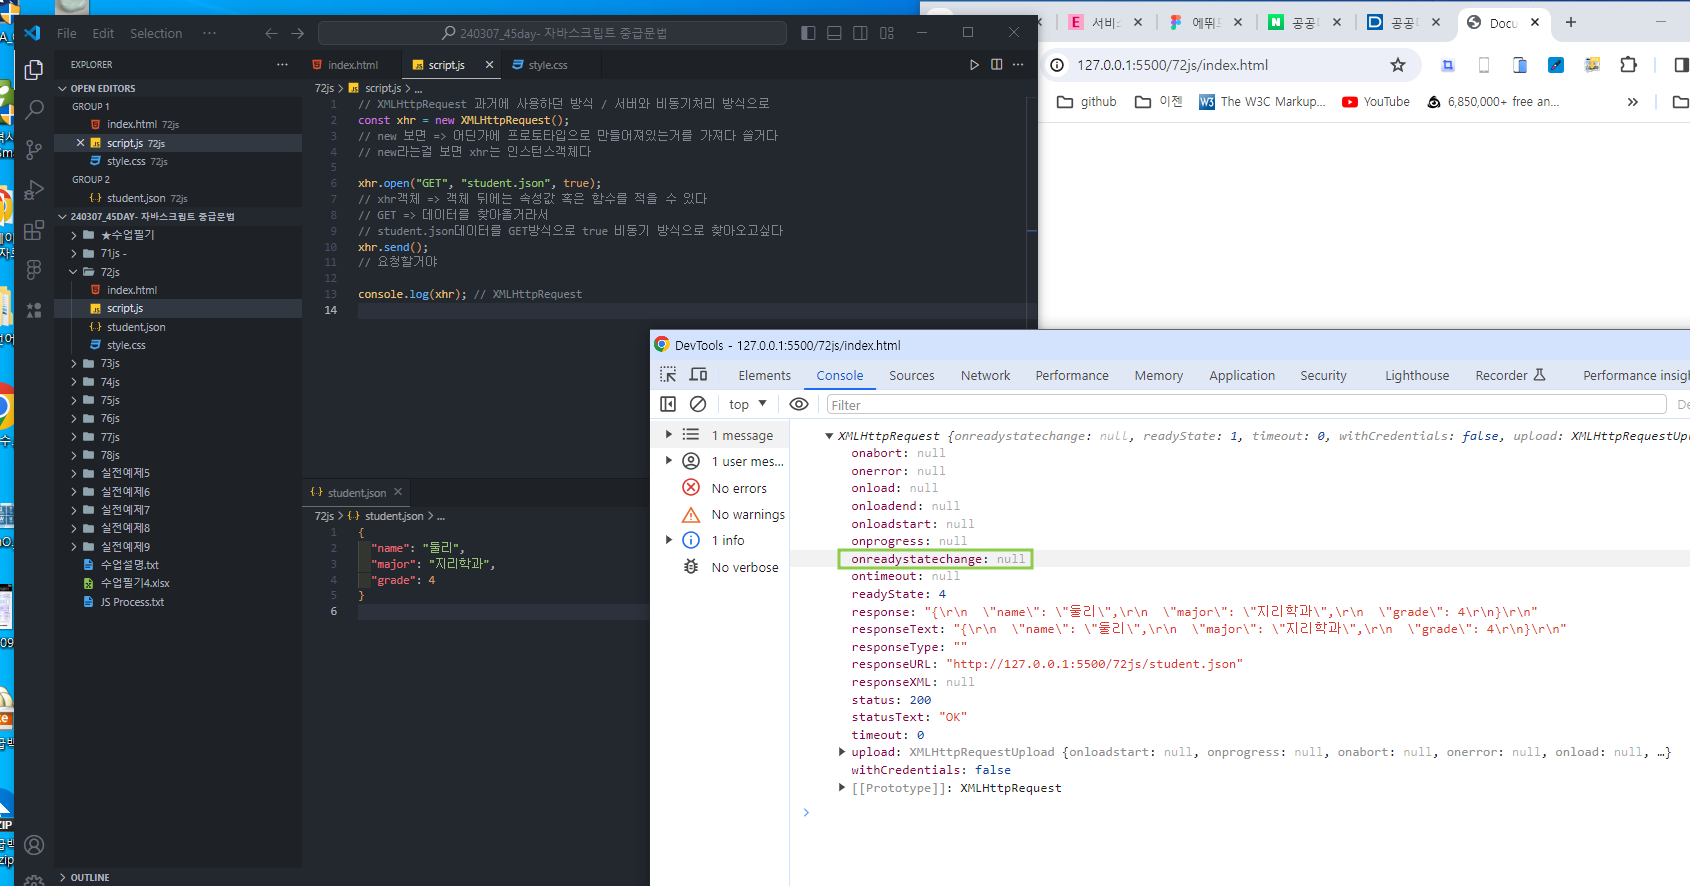 File Edit Selection ···
240307_45day- 자바스크립트 중급문법
EXPLORER ···
OPEN EDITORS
GROUP 1
index.html 72js
script.js 72js
style.css 72js
GROUP 2
student.json 72js
240307_45DAY- 자바스크립트 중급문법
★수업필기
71js -
72js
index.html
script.js
student.json
style.css
73js
74js
75js
76js
77js
78js
실전예제5
실전예제6
실전예제7
실전예제8
실전예제9
수업설명.txt
수업필기4.xlsx
JS Process.txt
OUTLINE
index.html script.js style.css
72js > script.js > ...
1 // XMLHttpRequest 과거에 사용하던 방식 / 서버와 비동기처리 방식으로
2 const xhr = new XMLHttpRequest();
3 // new 보면 => 어딘가에 프로토타입으로 만들어져있는거를 가져다 쓸거다
4 // new라는걸 보면 xhr는 인스턴스객체다
5
6 xhr.open("GET", "student.json", true);
7 // xhr객체 => 객체 뒤에는 속성값 혹은 함수를 적을 수 있다
8 // GET => 데이터를 찾아올거라서
9 // student.json데이터를 GET방식으로 true 비동기 방식으로 찾아오고싶다
10 xhr.send();
11 // 요청할거야
12
13 console.log(xhr); // XMLHttpRequest
14
student.json
72js > {··} student.json > ...
1 {
2 "name": "둘리",
3 "major": "지리학과",
4 "grade": 4
5 }
6
서비스 에뛰 공공 공공 Docu
127.0.0.1:5500/72js/index.html
github 이젠 The W3C Markup... YouTube 6,850,000+ free an...
DevTools - 127.0.0.1:5500/72js/index.html
Elements Console Sources Network Performance Memory Application Security Lighthouse Recorder Performance insigh
top Filter De
1 message
1 user mes...
No errors
No warnings
1 info
No verbose
XMLHttpRequest {onreadystatechange: null, readyState: 1, timeout: 0, withCredentials: false, upload: XMLHttpRequestUpl
onabort: null
onerror: null
onload: null
onloadend: null
onloadstart: null
onprogress: null
onreadystatechange: null
ontimeout: null
readyState: 4
response: "{\r\n  \"name\": \"둘리\",\r\n  \"major\": \"지리학과\",\r\n  \"grade\": 4\r\n}\r\n"
responseText: "{\r\n  \"name\": \"둘리\",\r\n  \"major\": \"지리학과\",\r\n  \"grade\": 4\r\n}\r\n"
responseType: ""
responseURL: "http://127.0.0.1:5500/72js/student.json"
responseXML: null
status: 200
statusText: "OK"
timeout: 0
upload: XMLHttpRequestUpload {onloadstart: null, onprogress: null, onabort: null, onerror: null, onload: null, …}
withCredentials: false
[[Prototype]]: XMLHttpRequest